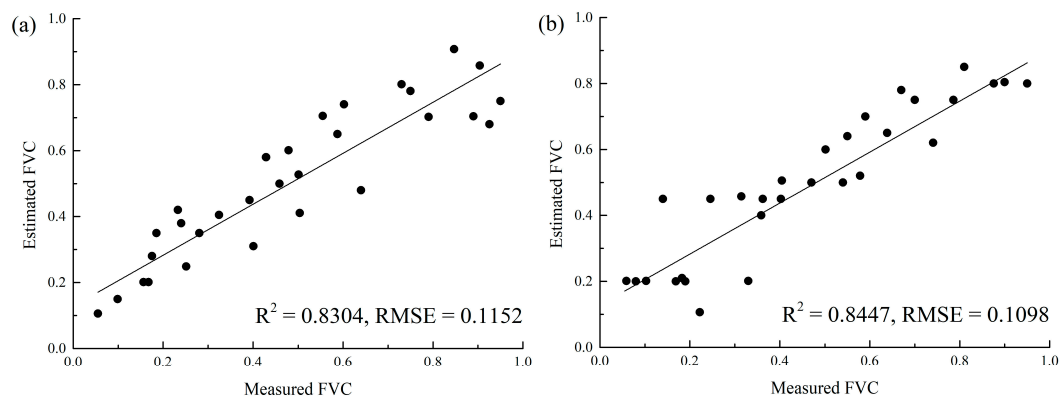 (a)
1.0
0.8
0.6
0.4
0.2
0.0
Estimated FVC
R² = 0.8304, RMSE = 0.1152
0.0 0.2 0.4 0.6 0.8 1.0
Measured FVC
(b)
1.0
0.8
0.6
0.4
0.2
0.0
Estimated FVC
R² = 0.8447, RMSE = 0.1098
0.0 0.2 0.4 0.6 0.8 1.0
Measured FVC